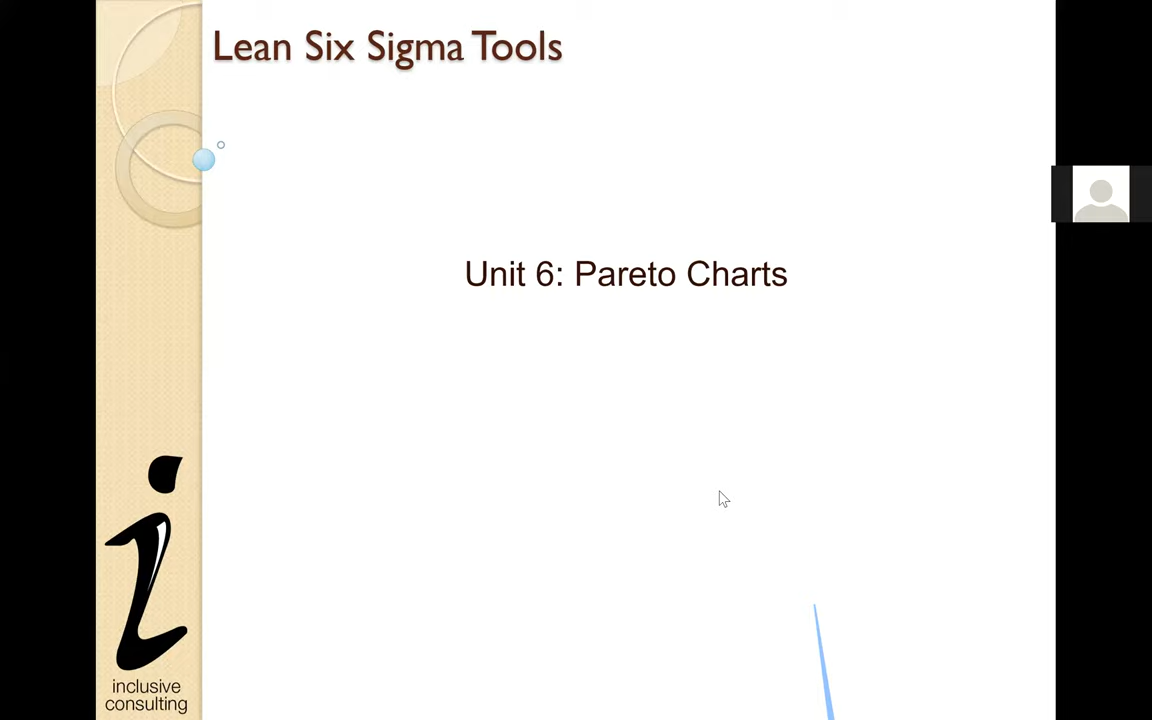 Lean Six Sigma Tools
Unit 6: Pareto Charts
inclusive
consulting